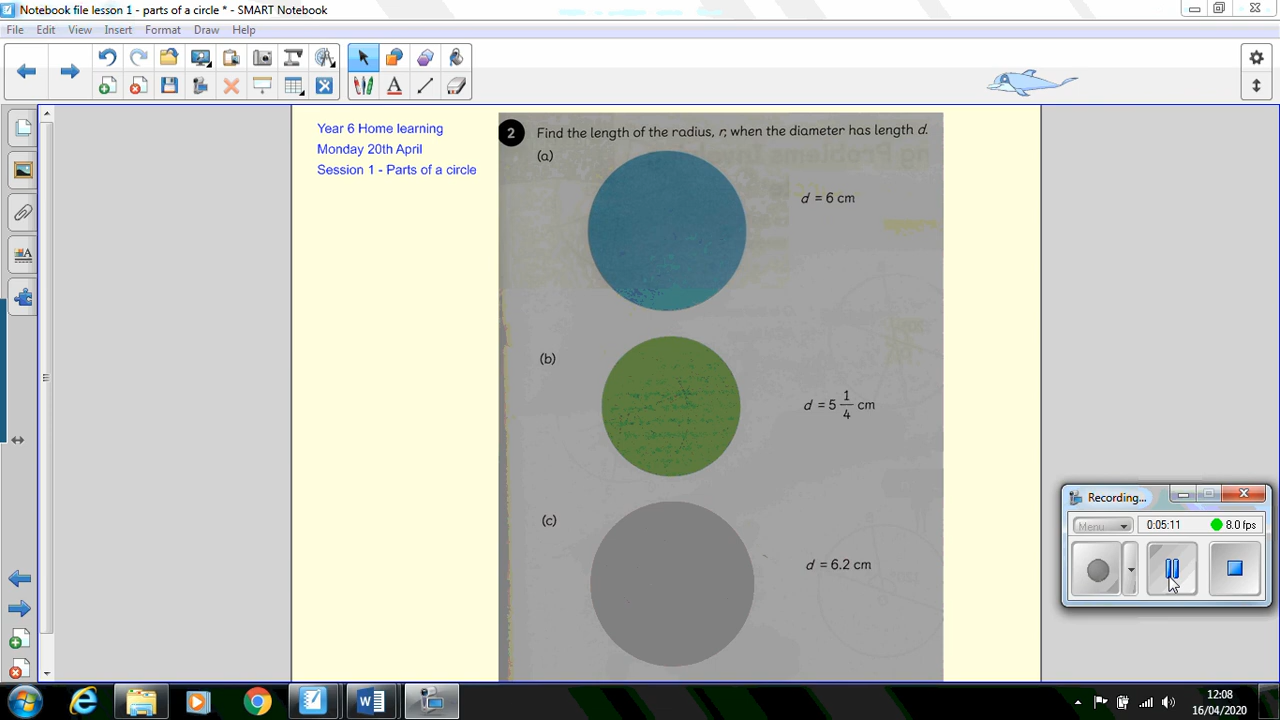 Notebook file lesson 1 - parts of a circle * - SMART Notebook
File Edit View Insert Format Draw Help
Year 6 Home learning
Monday 20th April
Session 1 - Parts of a circle
2 Find the length of the radius, r, when the diameter has length d.
(a)
d = 6 cm
(b)
d = 5 1/4 cm
(c)
d = 6.2 cm
Recording...
Menu 0:05:11 8.0 fps
12:08
16/04/2020